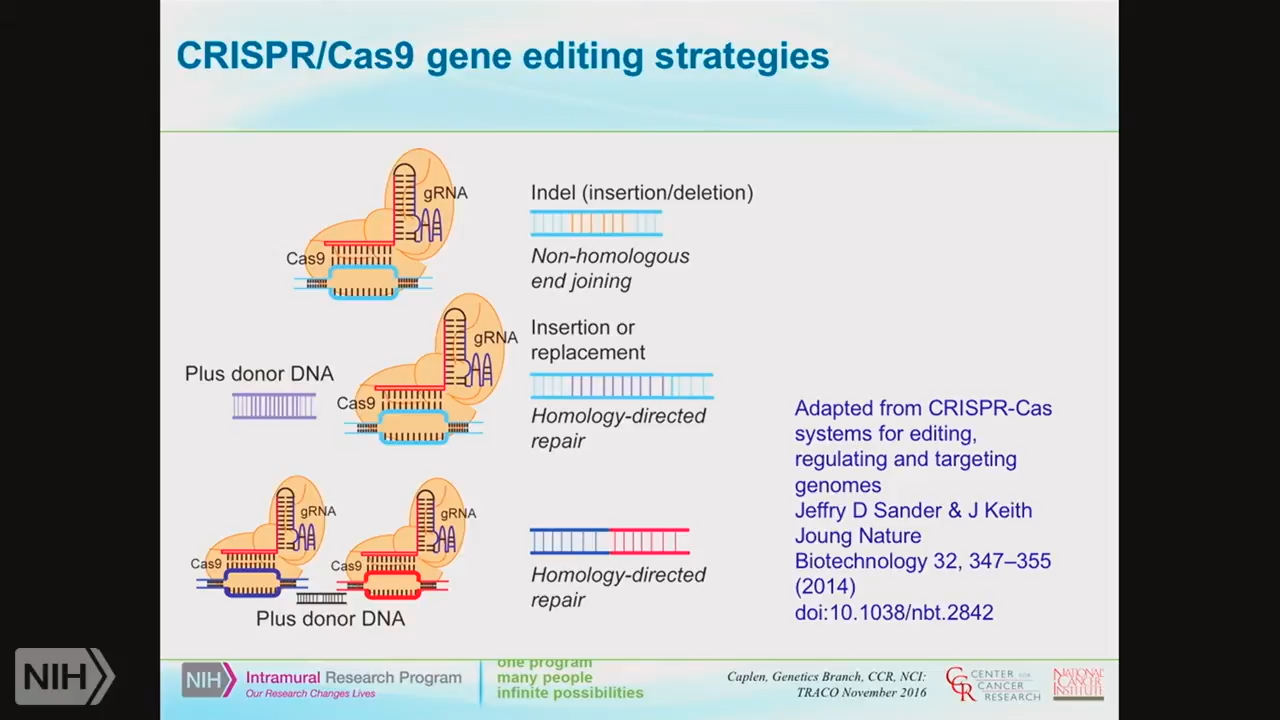 CRISPR/Cas9 gene editing strategies
gRNA
Cas9
Indel (insertion/deletion)
Non-homologous
end joining
Plus donor DNA
gRNA
Cas9
Insertion or
replacement
Homology-directed
repair
gRNA
Cas9
gRNA
Cas9
Plus donor DNA
Homology-directed
repair
Adapted from CRISPR-Cas
systems for editing,
regulating and targeting
genomes
Jeffry D Sander & J Keith
Joung Nature
Biotechnology 32, 347–355
(2014)
doi:10.1038/nbt.2842
NIH
NIH
Intramural Research Program
Our Research Changes Lives
one program
many people
infinite possibilities
Caplen, Genetics Branch, CCR, NCI:
TRACO November 2016
CCR
CENTER FOR
CANCER
RESEARCH
NATIONAL
CANCER
INSTITUTE